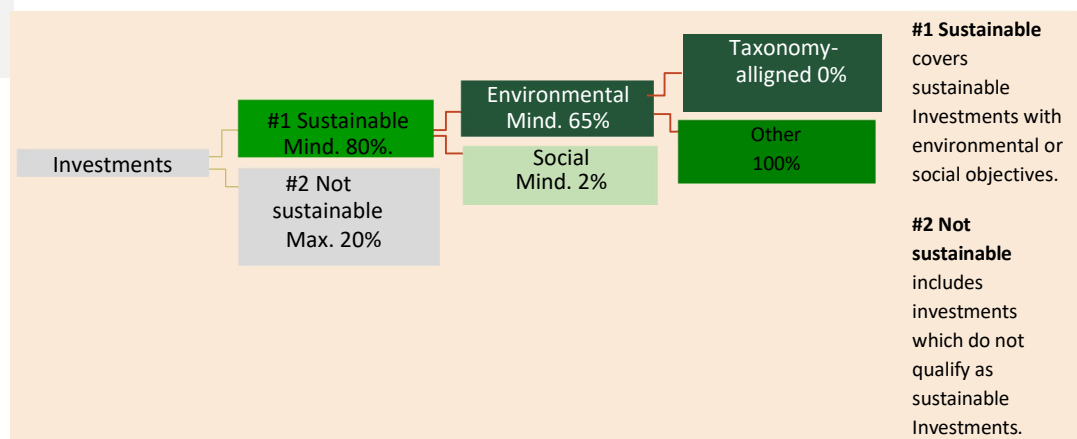 Investments
#1 Sustainable
Mind. 80%.
#2 Not
sustainable
Max. 20%
Environmental
Mind. 65%
Social
Mind. 2%
Taxonomy-
alligned 0%
Other
100%
#1 Sustainable
covers
sustainable
Investments with
environmental or
social objectives.
#2 Not
sustainable
includes
investments
which do not
qualify as
sustainable
Investments.